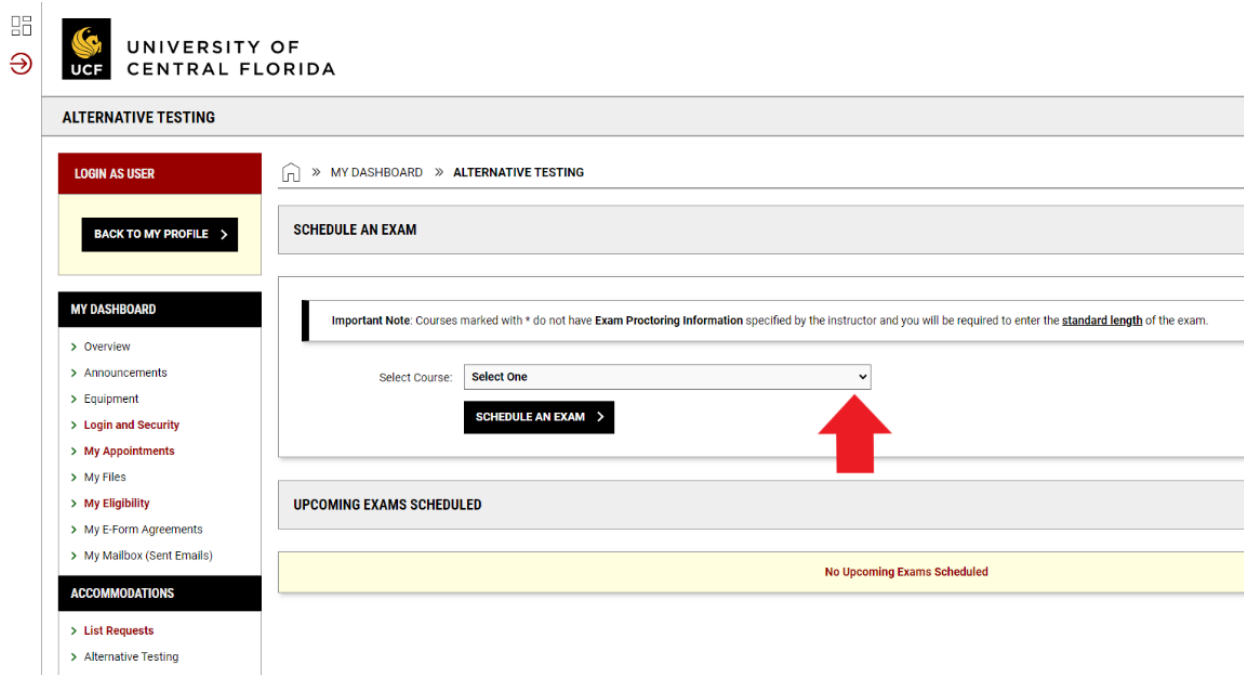 UCF
UNIVERSITY OF
CENTRAL FLORIDA
ALTERNATIVE TESTING
LOGIN AS USER
BACK TO MY PROFILE
MY DASHBOARD
Overview
Announcements
Equipment
Login and Security
My Appointments
My Files
My Eligibility
My E-Form Agreements
My Mailbox (Sent Emails)
ACCOMMODATIONS
List Requests
Alternative Testing
» MY DASHBOARD » ALTERNATIVE TESTING
SCHEDULE AN EXAM
Important Note: Courses marked with * do not have Exam Proctoring Information specified by the instructor and you will be required to enter the standard length of the exam.
Select Course: Select One
SCHEDULE AN EXAM
UPCOMING EXAMS SCHEDULED
No Upcoming Exams Scheduled